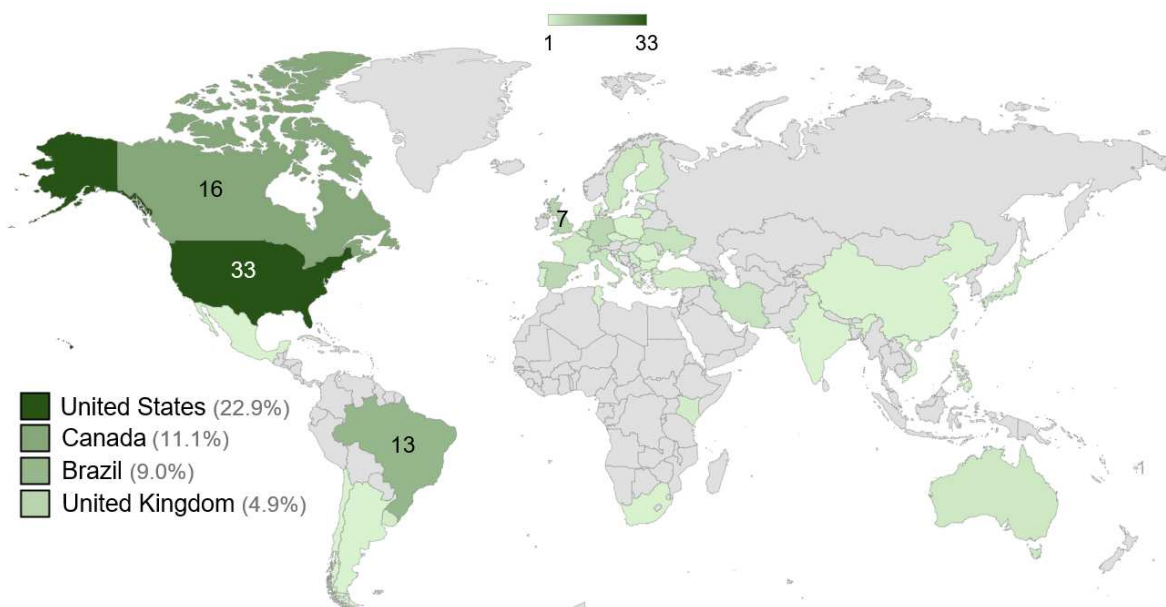 1 33
16
7
33
United States (22.9%)
Canada (11.1%)
Brazil (9.0%)
United Kingdom (4.9%)
13